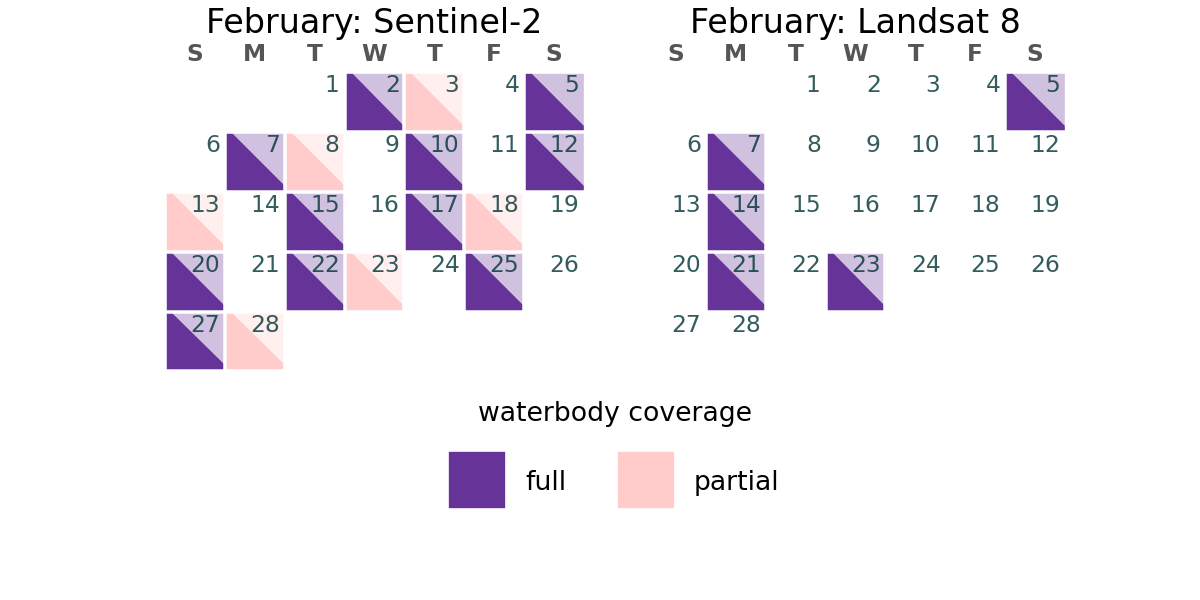 February: Sentinel-2
S M T W T F S
1 2 3 4 5
6 7 8 9 10 11 12
13 14 15 16 17 18 19
20 21 22 23 24 25 26
27 28
February: Landsat 8
S M T W T F S
1 2 3 4 5
6 7 8 9 10 11 12
13 14 15 16 17 18 19
20 21 22 23 24 25 26
27 28
waterbody coverage
full
partial